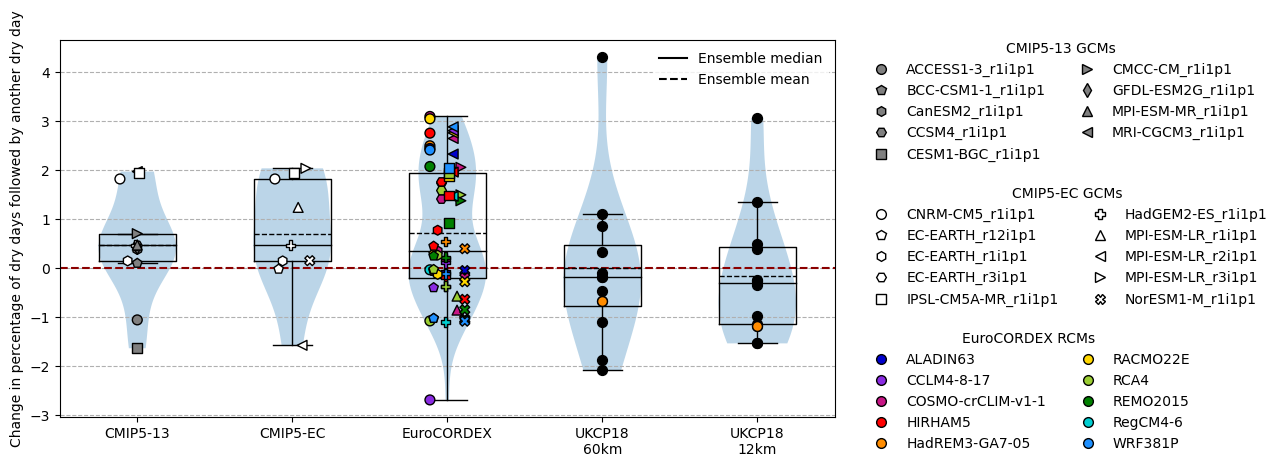 Change in percentage of dry days followed by another dry day
4
3
2
1
0
−1
−2
−3
Ensemble median
Ensemble mean
CMIP5-13
CMIP5-EC
EuroCORDEX
UKCP18
60km
UKCP18
12km
CMIP5-13 GCMs
ACCESS1-3_r1i1p1
BCC-CSM1-1_r1i1p1
CanESM2_r1i1p1
CCSM4_r1i1p1
CESM1-BGC_r1i1p1
CMCC-CM_r1i1p1
GFDL-ESM2G_r1i1p1
MPI-ESM-MR_r1i1p1
MRI-CGCM3_r1i1p1
CMIP5-EC GCMs
CNRM-CM5_r1i1p1
EC-EARTH_r12i1p1
EC-EARTH_r1i1p1
EC-EARTH_r3i1p1
IPSL-CM5A-MR_r1i1p1
HadGEM2-ES_r1i1p1
MPI-ESM-LR_r1i1p1
MPI-ESM-LR_r2i1p1
MPI-ESM-LR_r3i1p1
NorESM1-M_r1i1p1
EuroCORDEX RCMs
ALADIN63
CCLM4-8-17
COSMO-crCLIM-v1-1
HIRHAM5
HadREM3-GA7-05
RACMO22E
RCA4
REMO2015
RegCM4-6
WRF381P